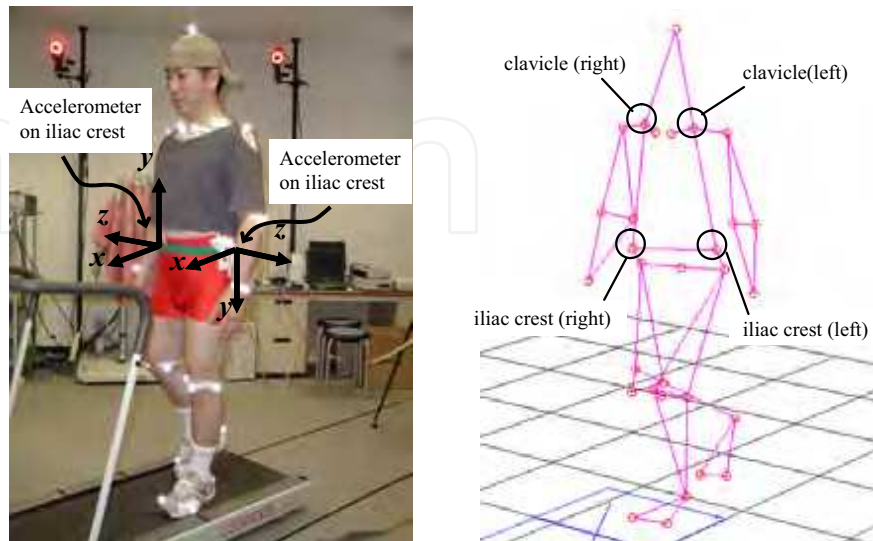 Accelerometer
on iliac crest
Accelerometer
on iliac crest
y
z
x
x
z
y
clavicle (right)
clavicle(left)
iliac crest (right)
iliac crest (left)